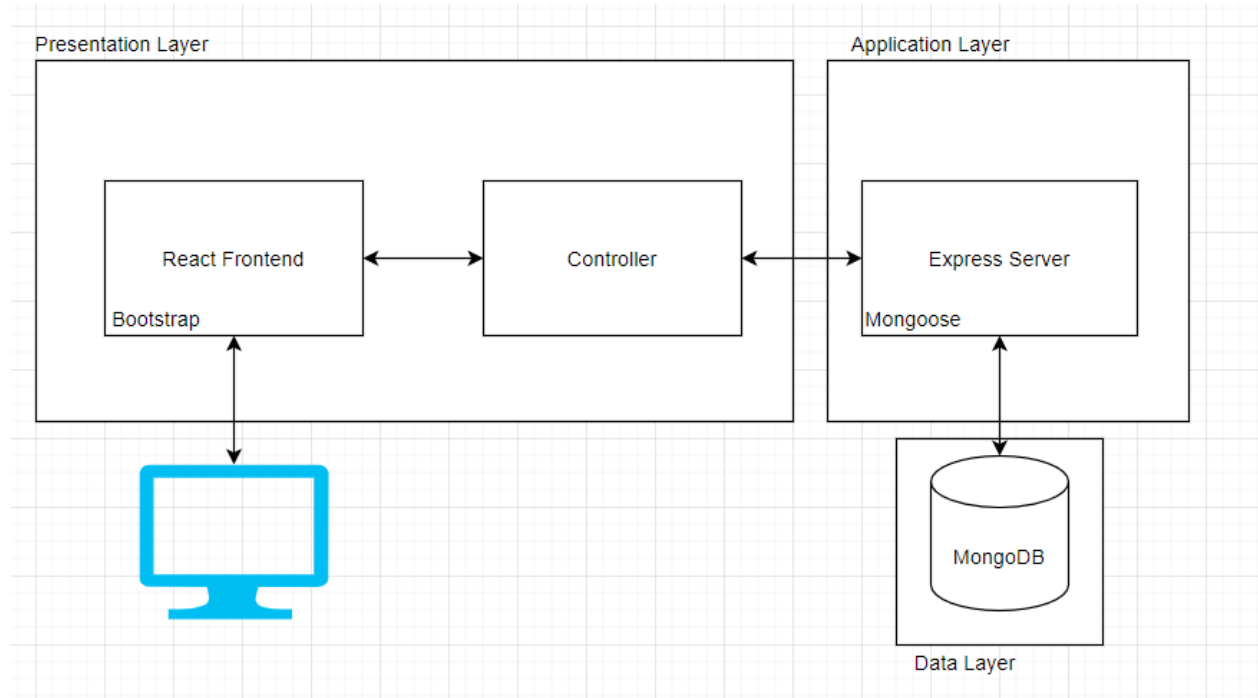 Presentation Layer
Application Layer
React Frontend
Controller
Express Server
Bootstrap
Mongoose
MongoDB
Data Layer